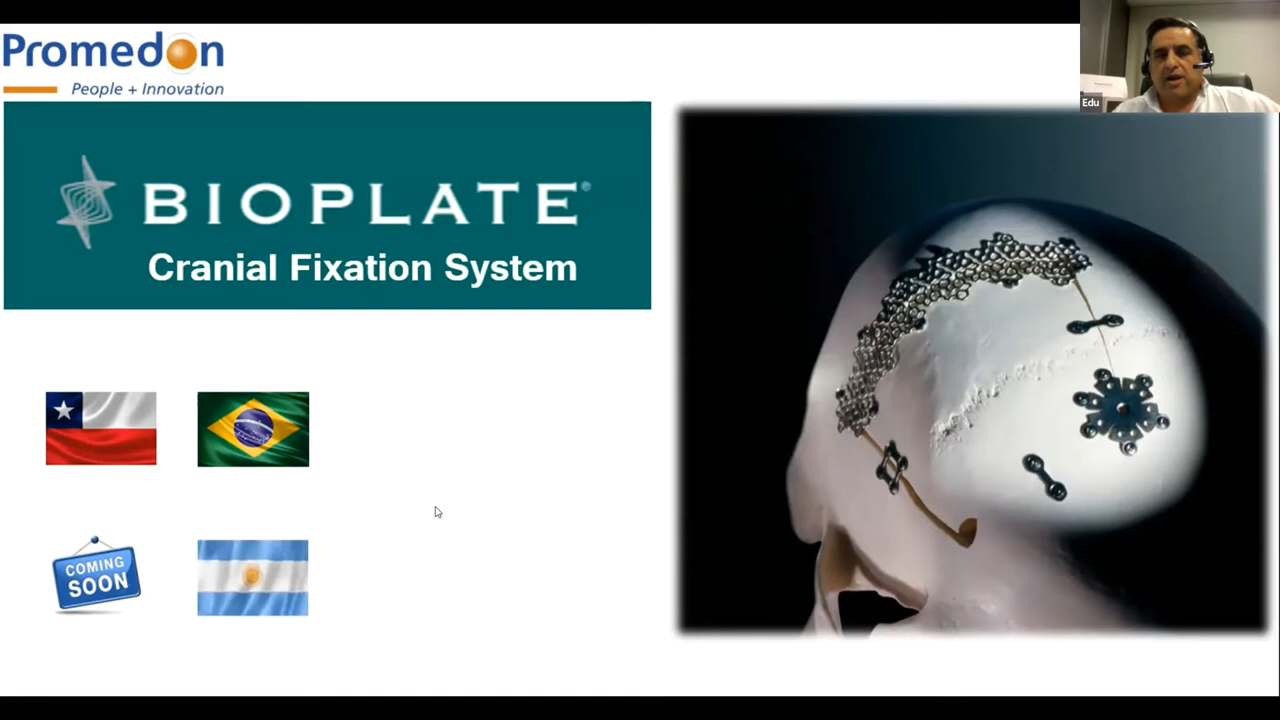 Promedon
People + Innovation
BIOPLATE®
Cranial Fixation System
COMING
SOON
Edu